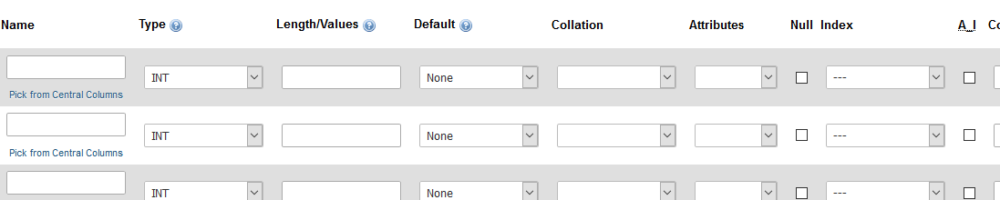 Name Type Length/Values Default Collation Attributes Null Index A_I Co
INT None ---
Pick from Central Columns
INT None ---
Pick from Central Columns
INT None ---